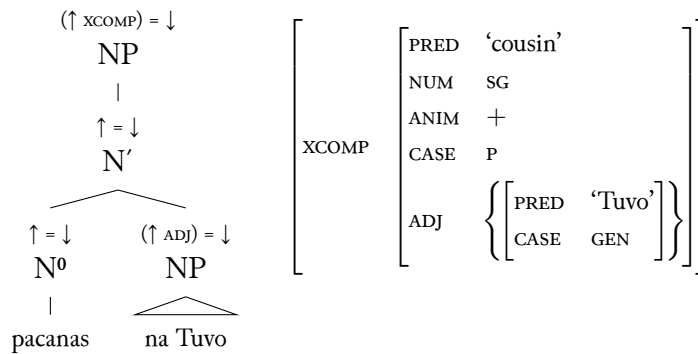 (↑ XCOMP) = ↓
NP
↑ = ↓
N′
↑ = ↓ (↑ ADJ) = ↓
N⁰ NP
pacanas na Tuvo
XCOMP
PRED ‘cousin’
NUM SG
ANIM +
CASE P
ADJ
PRED ‘Tuvo’
CASE GEN